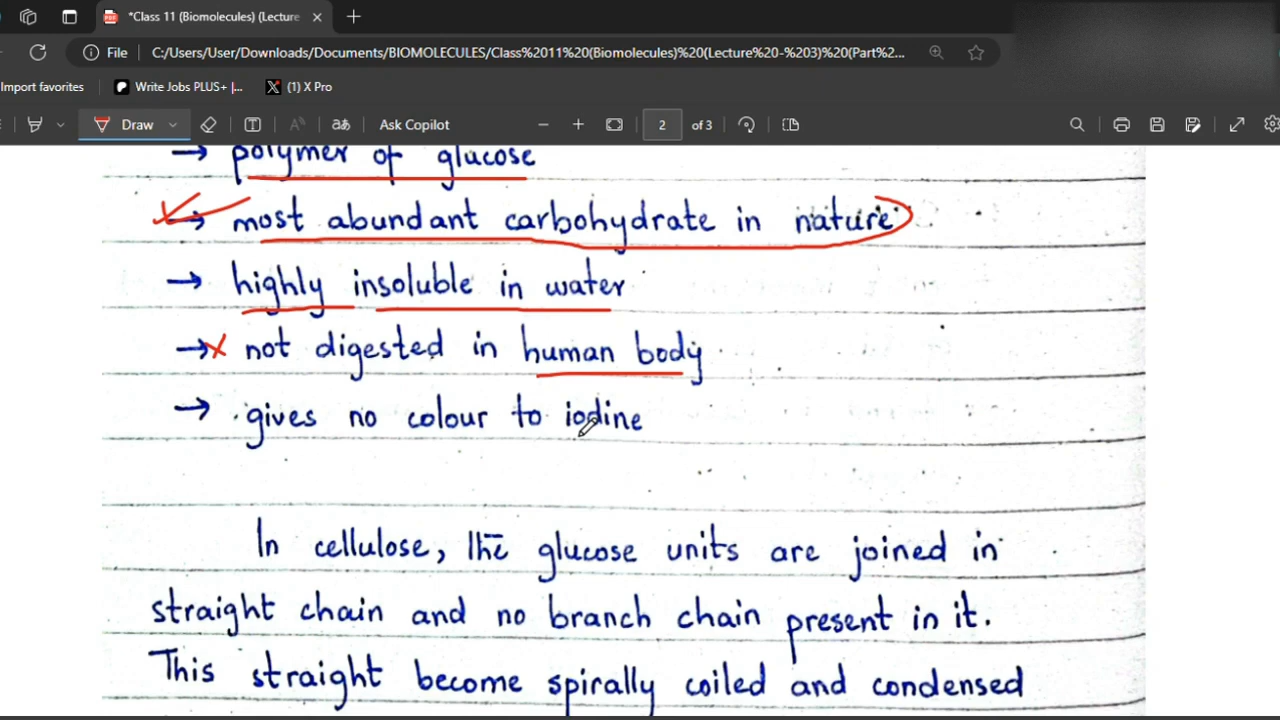 *Class 11 (Biomolecules) (Lecture
File C:/Users/User/Downloads/Documents/BIOMOLECULES/Class%2011%20(Biomolecules)%20(Lecture%20-%203)%20(Part%2...
Import favorites Write Jobs PLUS+ |... (1) X Pro
Draw aあ Ask Copilot 2 of 3
→ polymer of glucose
→ most abundant carbohydrate in nature
→ highly insoluble in water
→ not digested in human body
→ gives no colour to iodine
In cellulose, The glucose units are joined in
straight chain and no branch chain present in it.
This straight become spirally coiled and condensed